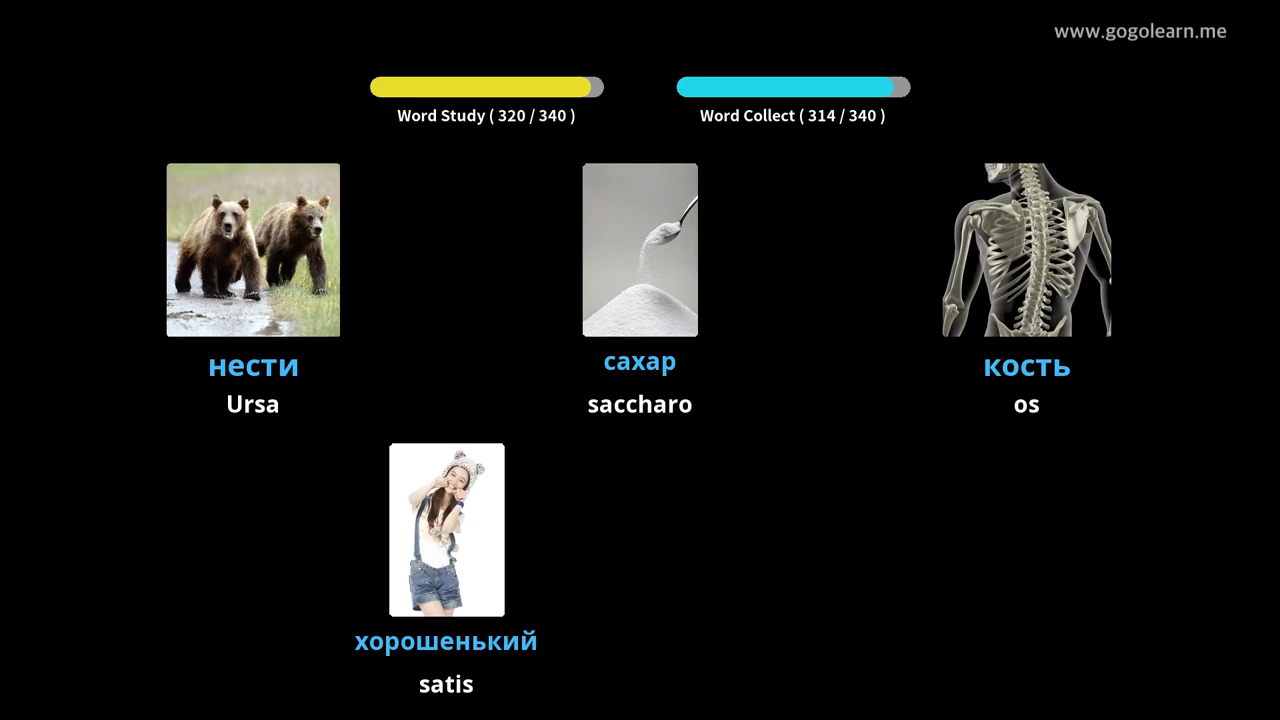 www.gogolearn.me
Word Study ( 320 / 340 )
Word Collect ( 314 / 340 )
нести
Ursa
сахар
saccharo
кость
os
хорошенький
satis